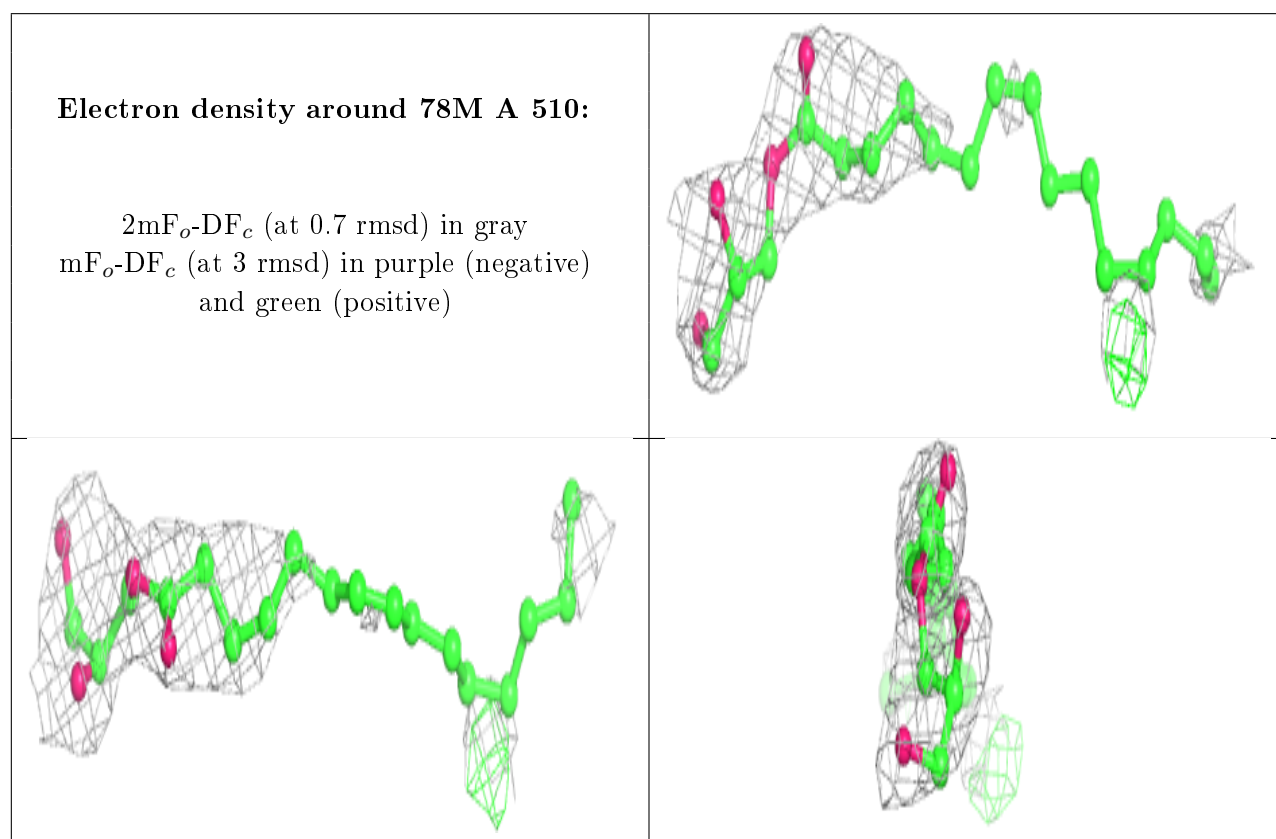 Electron density around 78M A 510:
2mFo-DFc (at 0.7 rmsd) in gray
mFo-DFc (at 3 rmsd) in purple (negative)
and green (positive)